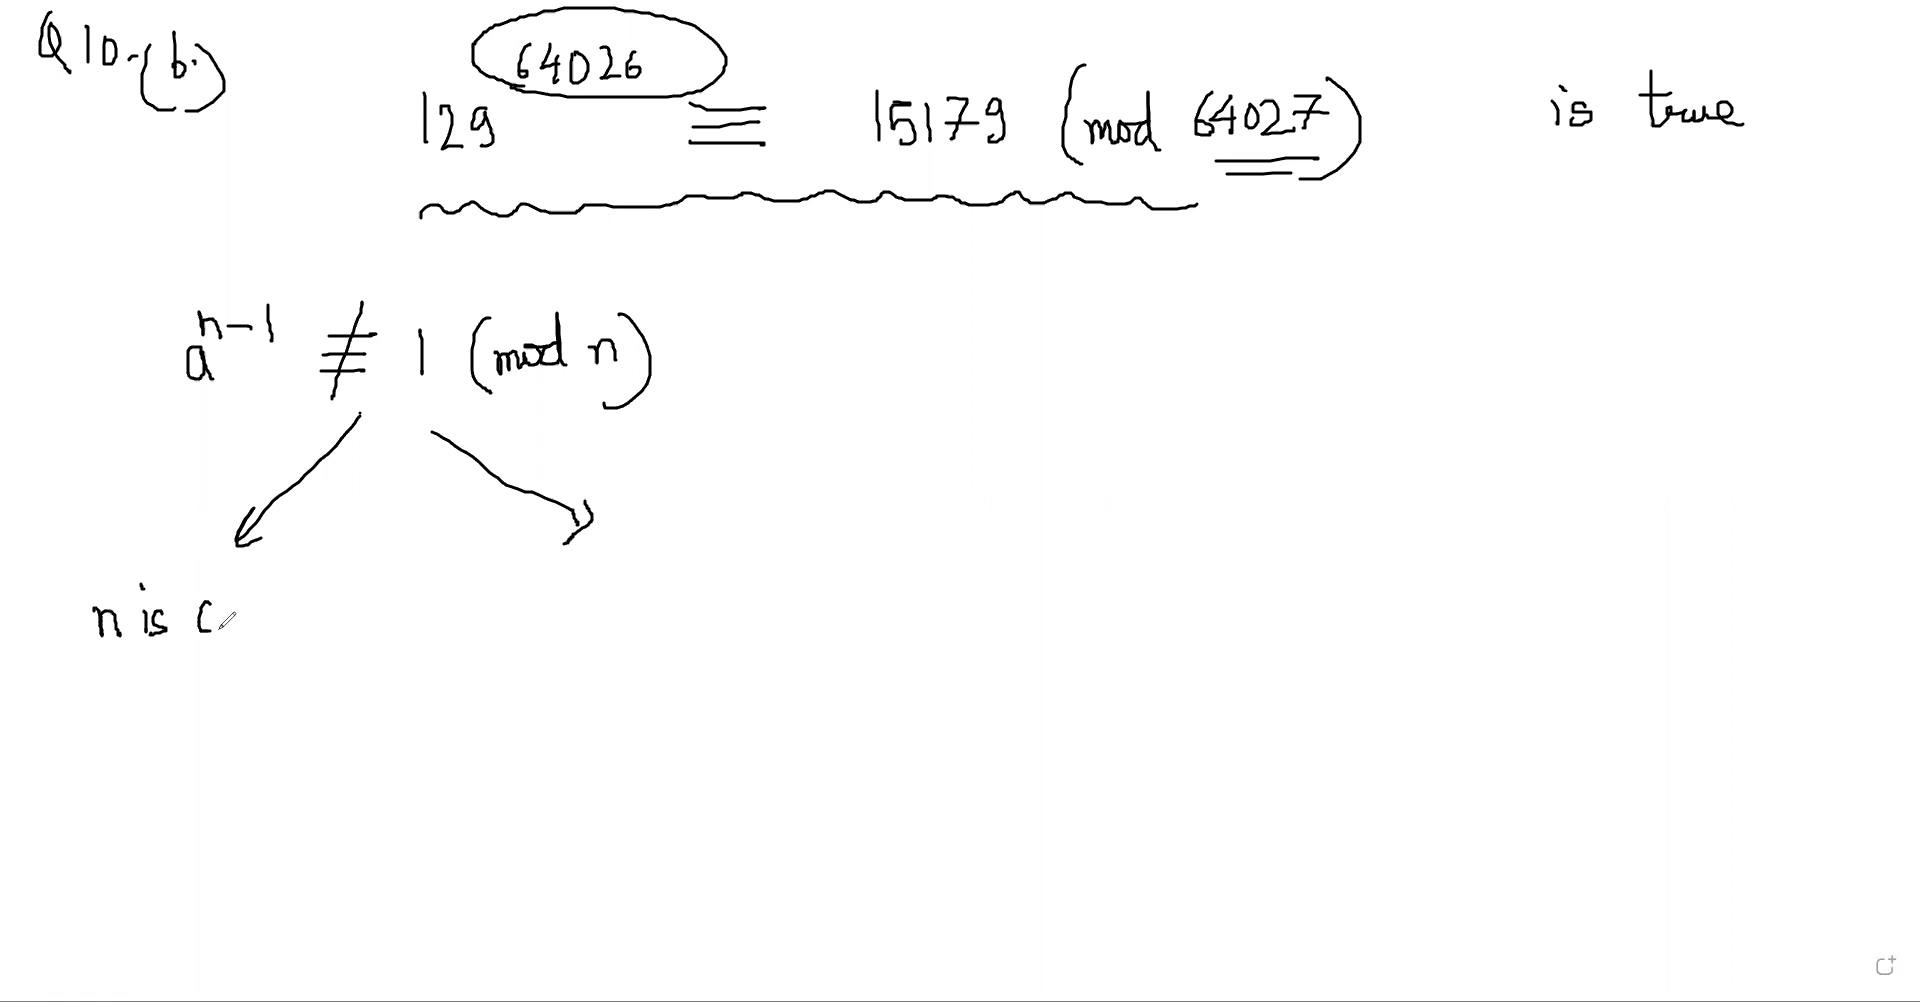 Q10.(b.)
129^64026 ≡ 15179 (mod 64027) is true
a^n-1 ≢ 1 (mod n)
n is c